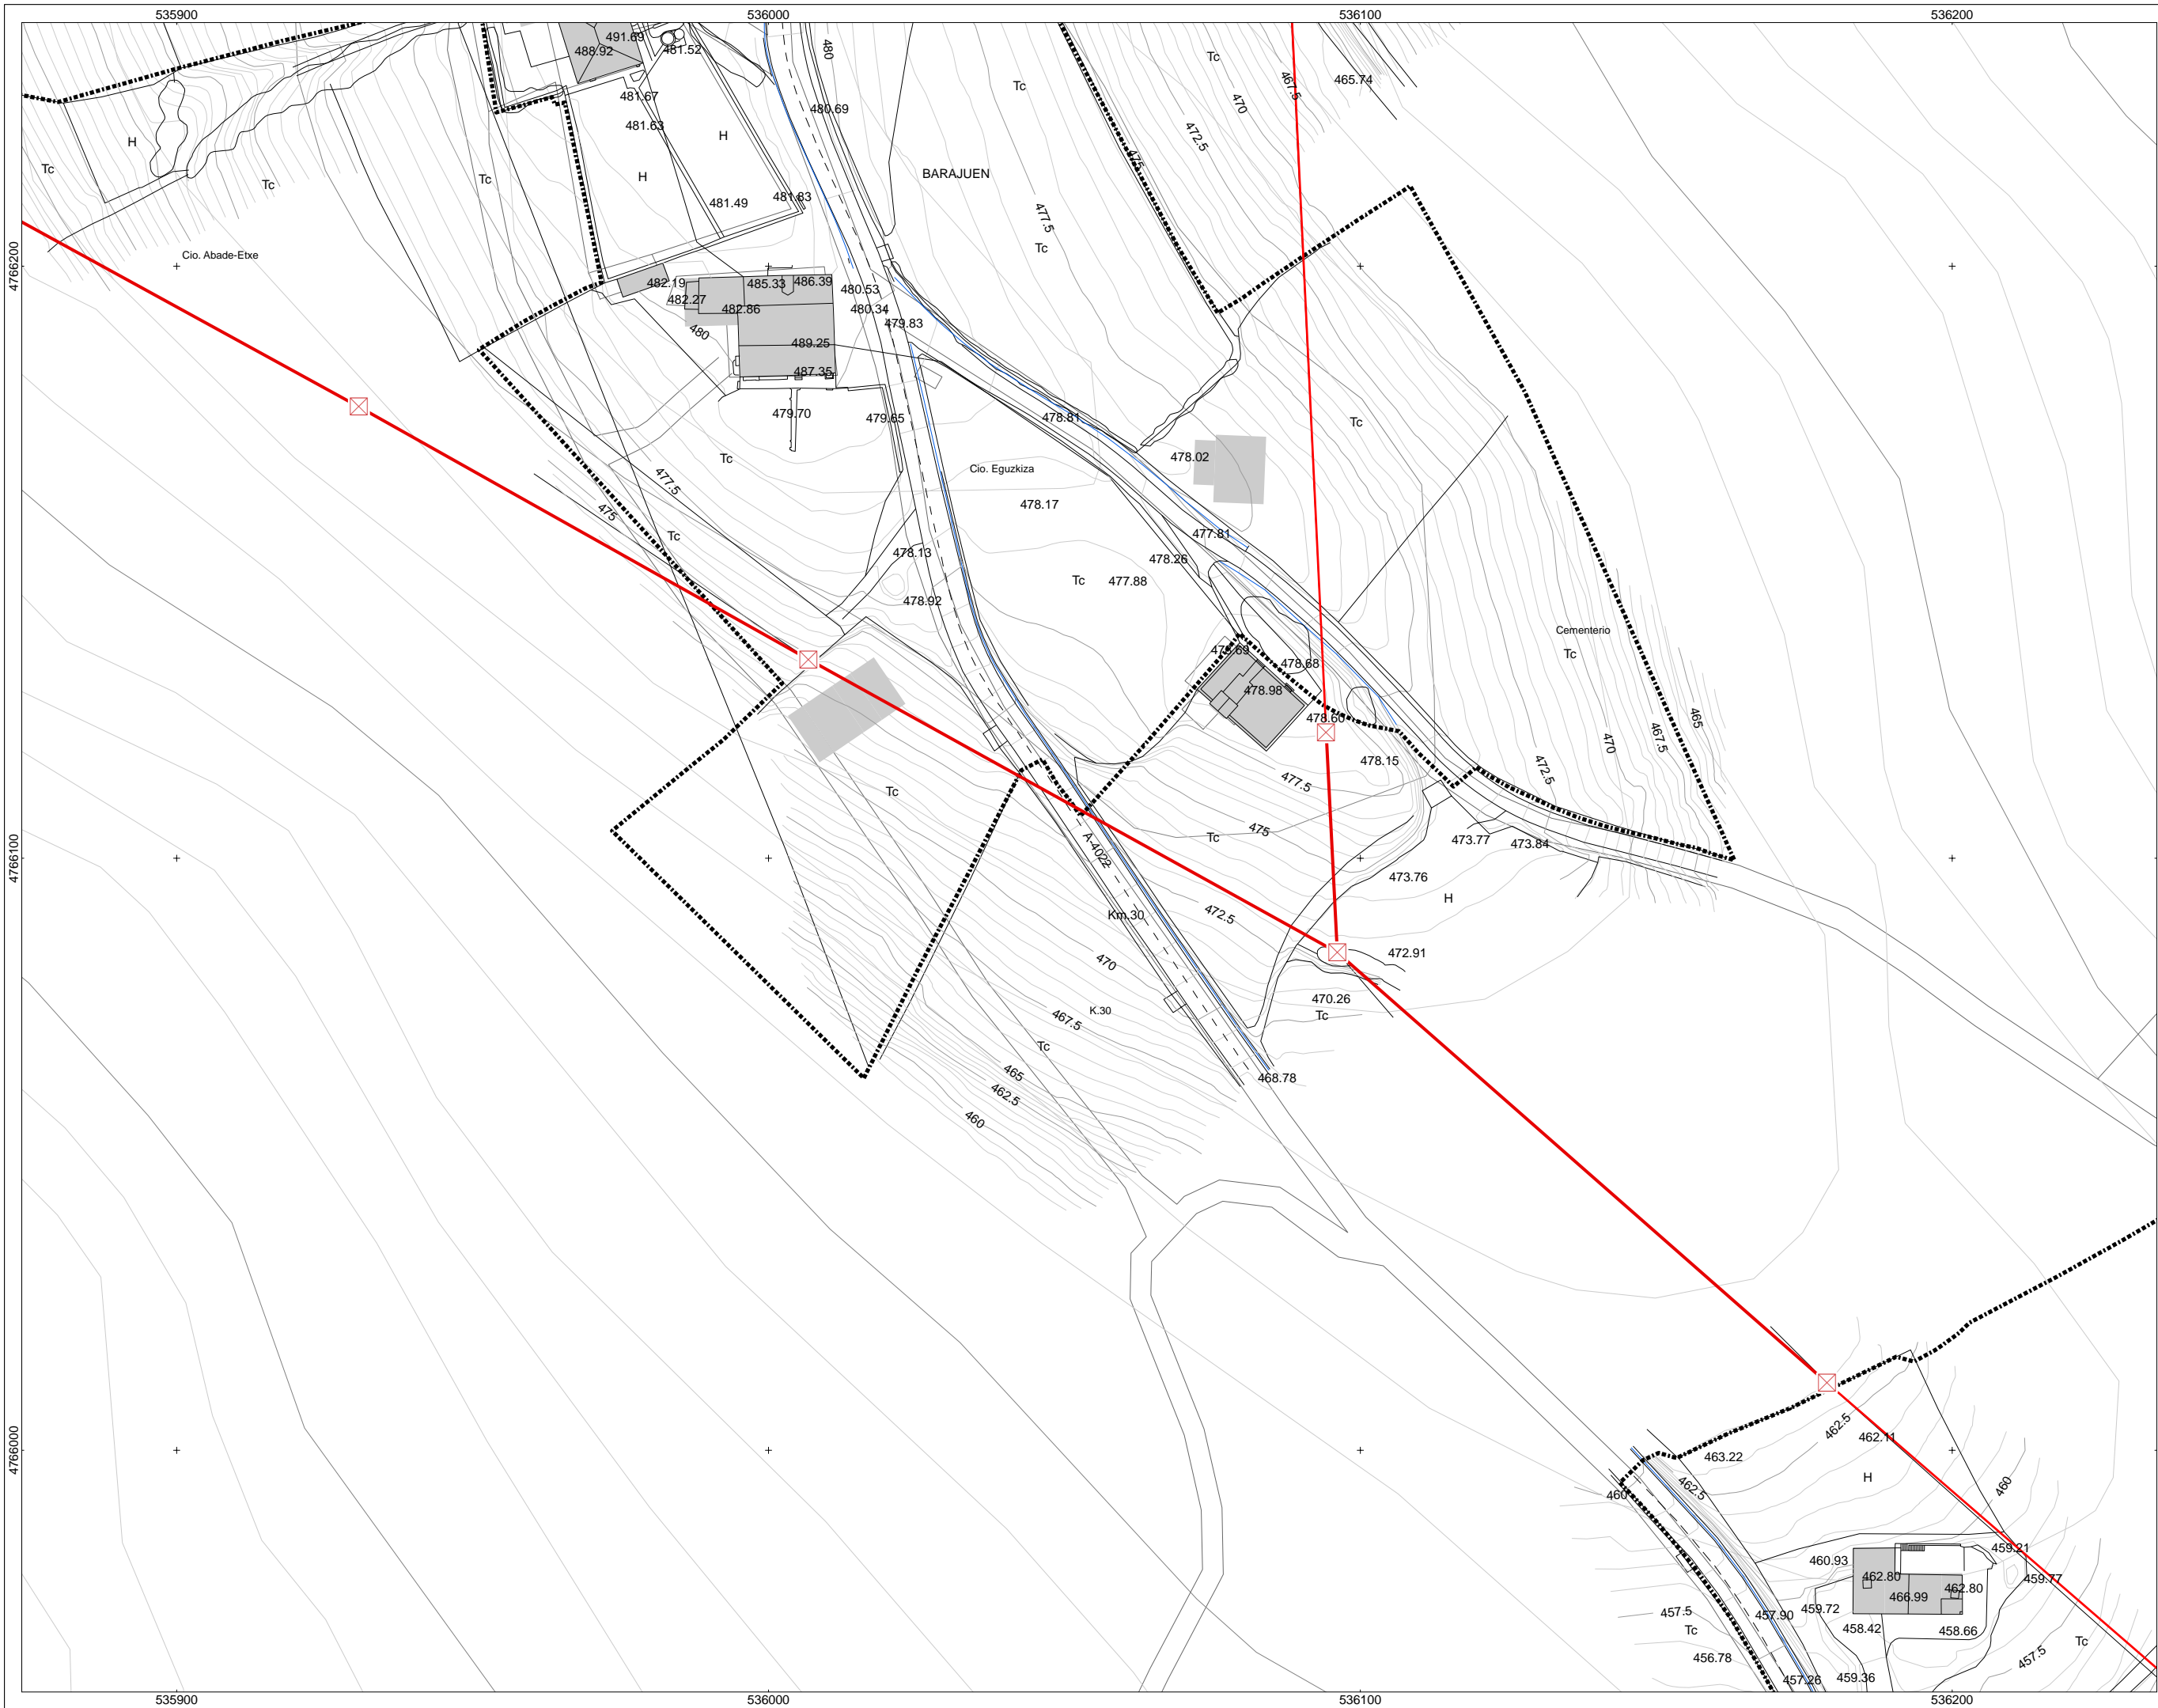 535900 536000 536100 536200
491.69
488.92
481.52
480
Tc
467.5
465.74
481.67
470
480.69
481.63
H
472.5
H
475
Tc
Tc
Tc
H
BARAJUEN
481.49
481.83
477.5
Tc
Cio. Abade-Etxe
4766200
482.19
485.33
486.39
480.53
482.27
482.86
480.34
479.83
480
489.25
487.35
479.70
479.65
478.81
Tc
Tc
478.02
Cio. Eguzkiza
477.5
475
478.17
Tc
477.81
478.13
478.26
Tc
477.88
478.92
Cementerio
478.69
478.68
Tc
478.98
478.60
465
467.5
470
478.15
472.5
477.5
Tc
475
Tc
A-4022
473.77
473.84
4766100
473.76
H
472.5
Km.30
472.91
470
470.26
K.30
Tc
467.5
Tc
465
468.78
462.5
460
462.5
462.11
463.22
4766000
H
462.5
460
460
459.21
460.93
462.80
459.77
462.80
466.99
457.5
459.72
457.90
Tc
458.42
458.66
Tc
456.78
457.5
459.36
457.26
535900 536000 536100 536200